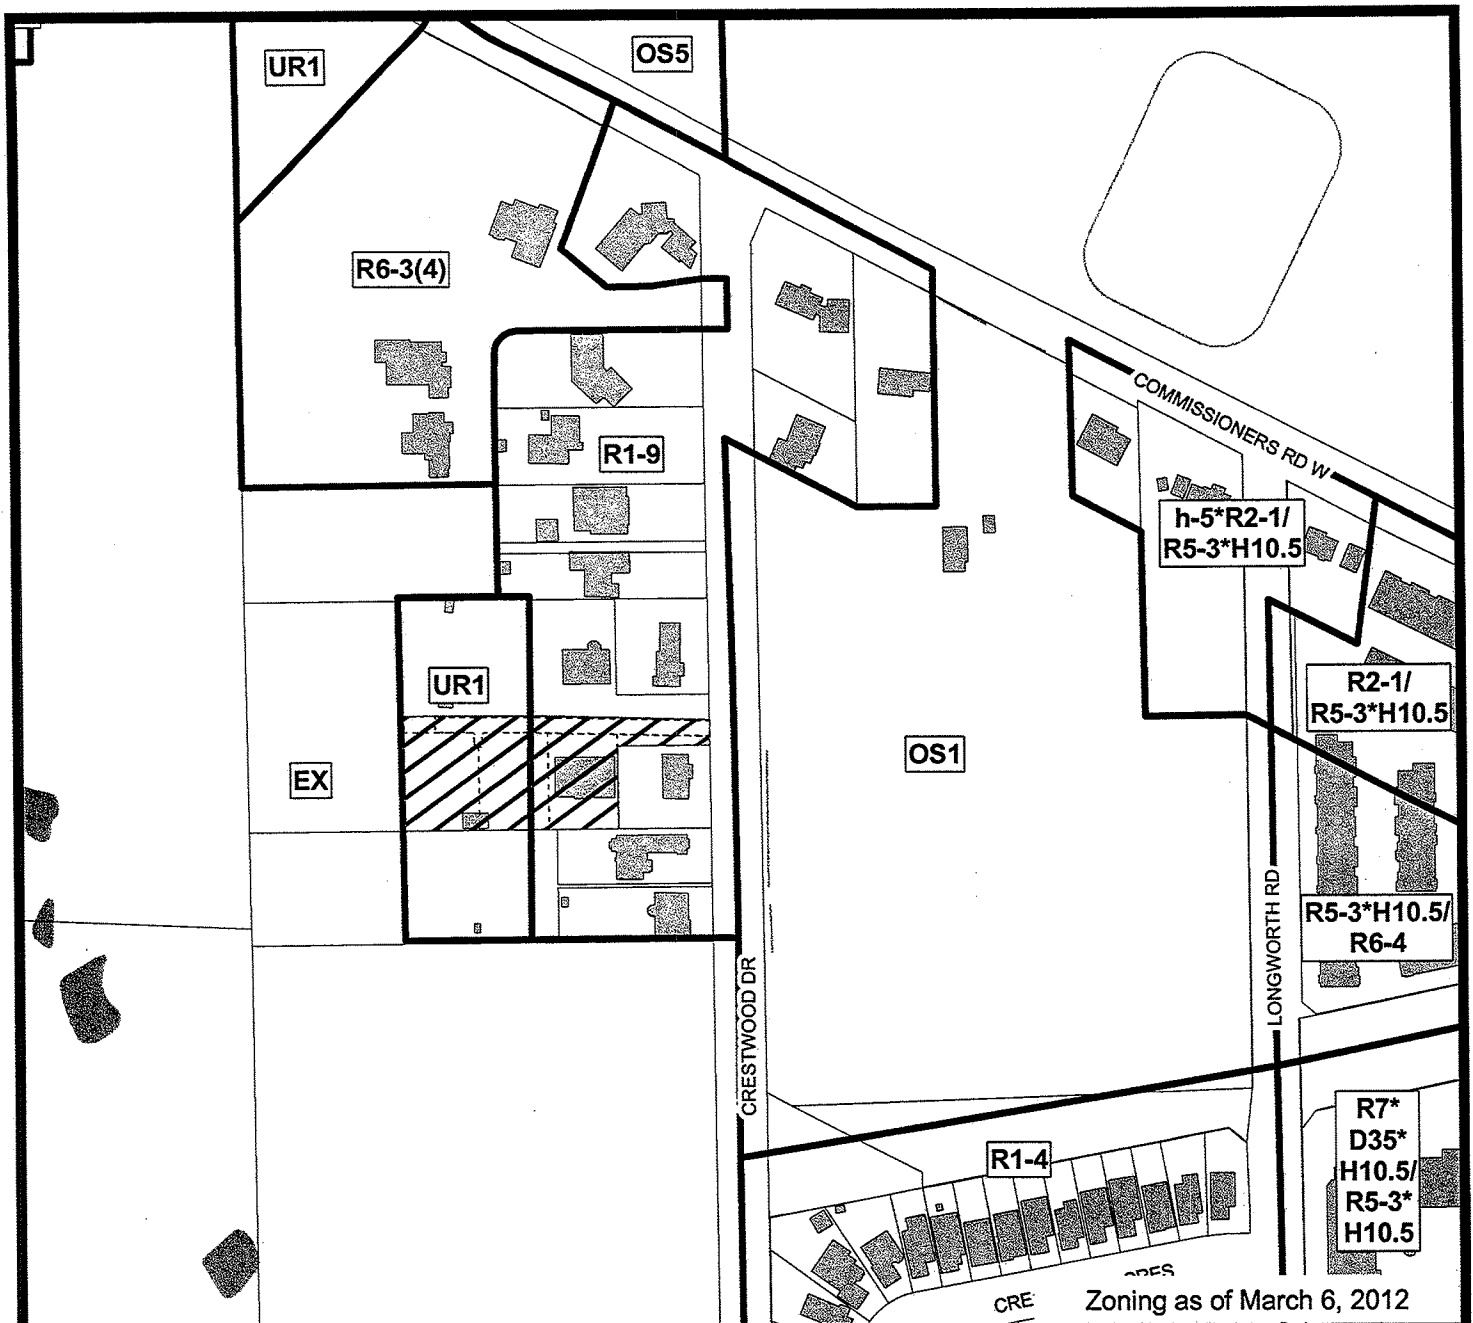 UR1
OS5
R6-3(4)
COMMISSIONERS RD W
R1-9
h-5*R2-1/
R5-3*H10.5
UR1
R2-1/
R5-3*H10.5
EX
OS1
LONGWORTH RD
R5-3*H10.5/
R6-4
CRESTWOOD DR
R1-4
R7*
D35*
H10.5/
R5-3*
H10.5
Zoning as of March 6, 2012